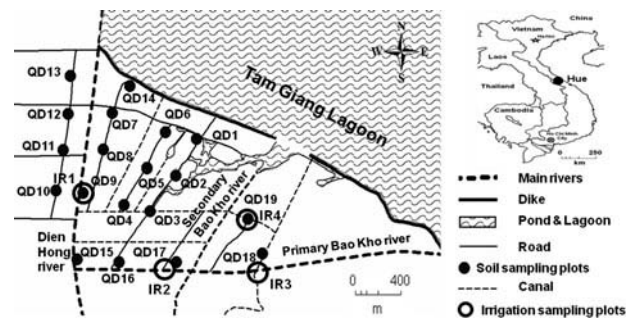 N
W E
S
Tam Giang Lagoon
QD13
QD14
QD12
QD7
QD6
QD1
QD11
QD8
QD9
QD10
IR1
QD5
QD2
QD4
QD3
Secondary
Bao Kho river
QD19
IR4
Dien
Hong
river
QD15
QD17
QD18
Primary Bao Kho river
QD16
IR2
IR3
0 400
m
China
Vietnam
Laos
Hue
Thailand
Cambodia
0 250
km
Main rivers
Dike
Pond & Lagoon
Road
Soil sampling plots
Canal
Irrigation sampling plots